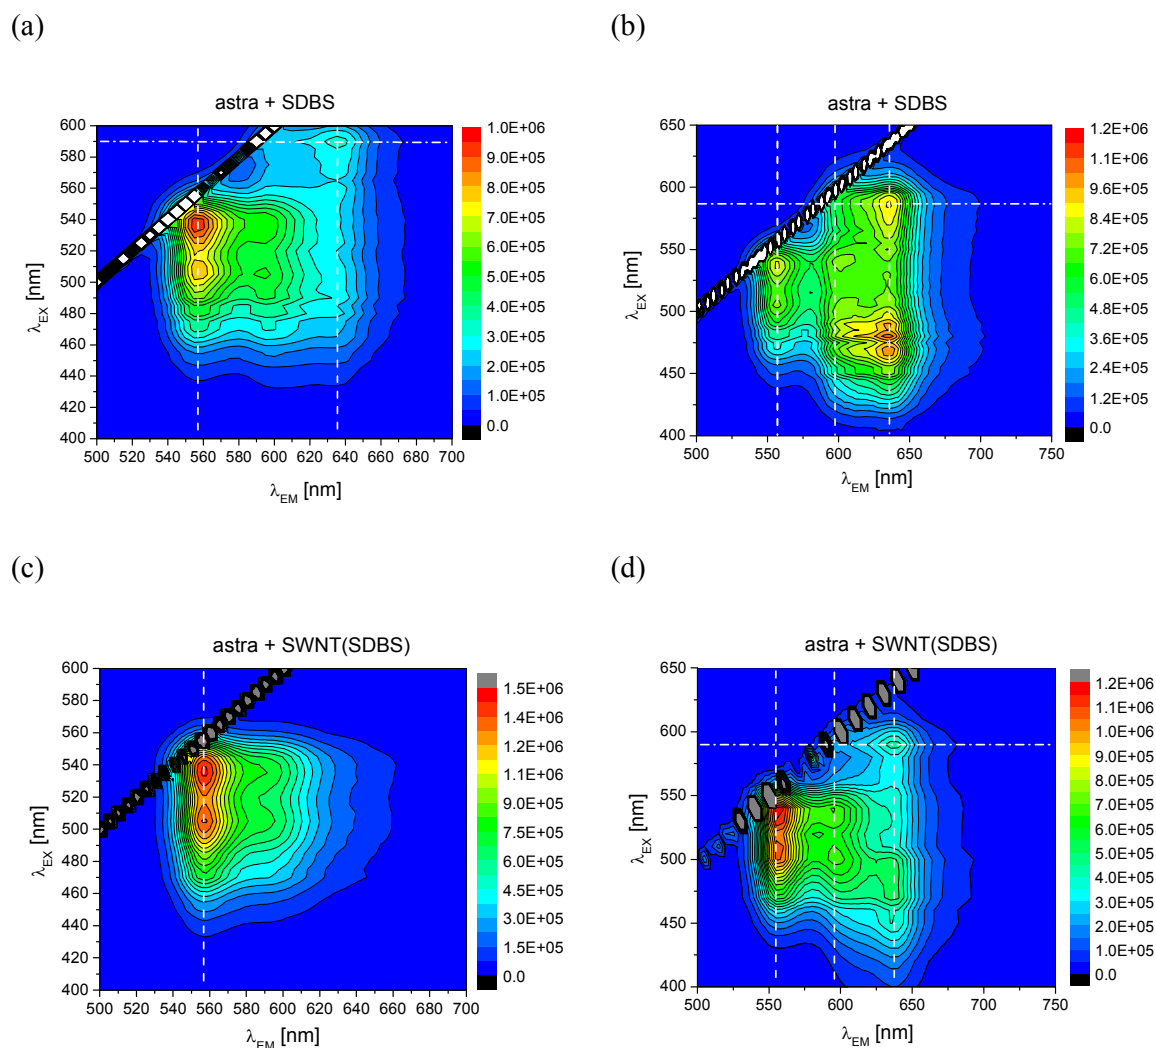 (a)
(b)
astra + SDBS
600
580
560
540
520
500
480
460
440
420
400
λEX [nm]
500 520 540 560 580 600 620 640 660 680 700
λEM [nm]
1.0E+06
9.0E+05
8.0E+05
7.0E+05
6.0E+05
5.0E+05
4.0E+05
3.0E+05
2.0E+05
1.0E+05
0.0
astra + SDBS
650
600
550
500
450
400
λEX [nm]
500 550 600 650 700 750
λEM [nm]
1.2E+06
1.1E+06
9.6E+05
8.4E+05
7.2E+05
6.0E+05
4.8E+05
3.6E+05
2.4E+05
1.2E+05
0.0
(c)
(d)
astra + SWNT(SDBS)
600
580
560
540
520
500
480
460
440
420
400
λEX [nm]
500 520 540 560 580 600 620 640 660 680 700
λEM [nm]
1.5E+06
1.4E+06
1.2E+06
1.1E+06
9.0E+05
7.5E+05
6.0E+05
4.5E+05
3.0E+05
1.5E+05
0.0
astra + SWNT(SDBS)
650
600
550
500
450
400
λEX [nm]
500 550 600 650 700 750
λEM [nm]
1.2E+06
1.1E+06
1.0E+06
9.0E+05
8.0E+05
7.0E+05
6.0E+05
5.0E+05
4.0E+05
3.0E+05
2.0E+05
1.0E+05
0.0